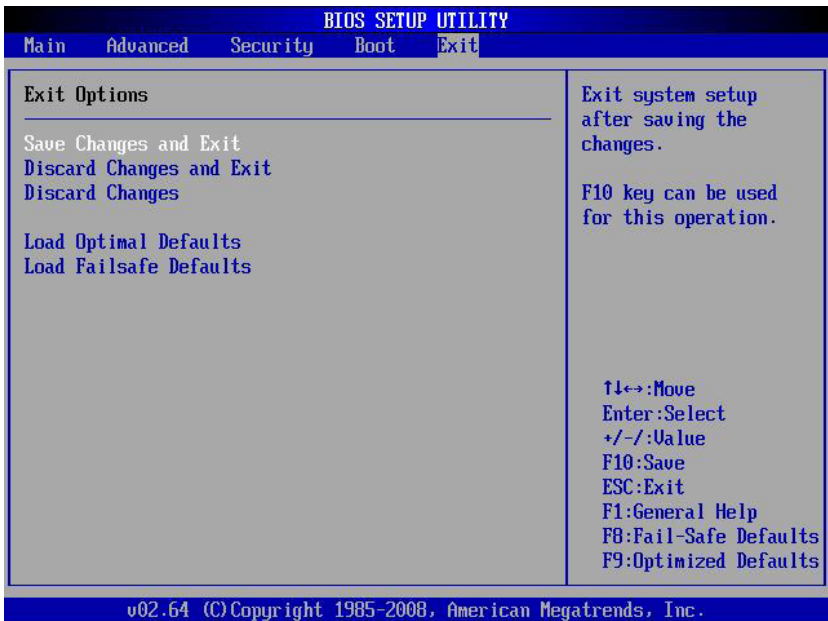 BIOS SETUP UTILITY
Main Advanced Security Boot Exit
Exit Options
Save Changes and Exit
Discard Changes and Exit
Discard Changes
Load Optimal Defaults
Load Failsafe Defaults
Exit system setup
after saving the
changes.
F10 key can be used
for this operation.
↑↓←→:Move
Enter:Select
+/-/:Value
F10:Save
ESC:Exit
F1:General Help
F8:Fail-Safe Defaults
F9:Optimized Defaults
v02.64 (C)Copyright 1985-2008, American Megatrends, Inc.